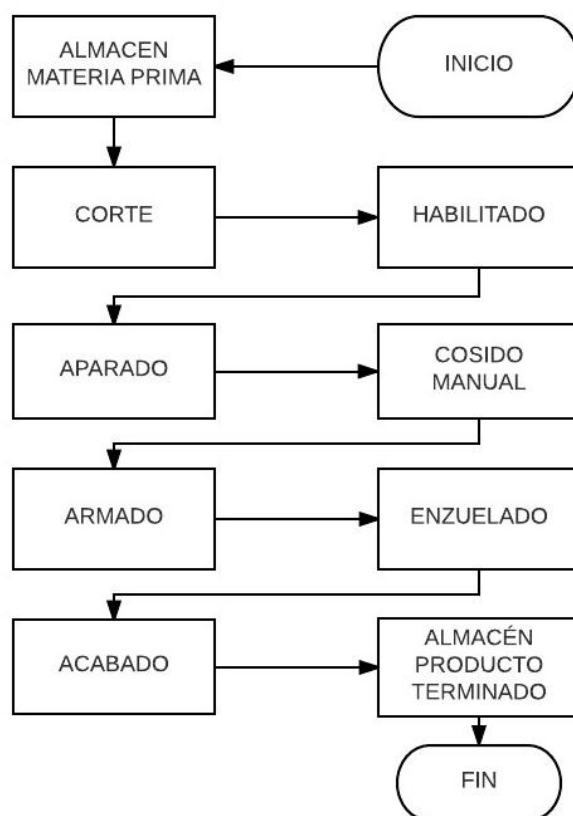 INICIO
ALMACEN
MATERIA PRIMA
CORTE
HABILITADO
APARADO
COSIDO
MANUAL
ARMADO
ENZUELADO
ACABADO
ALMACÉN
PRODUCTO
TERMINADO
FIN